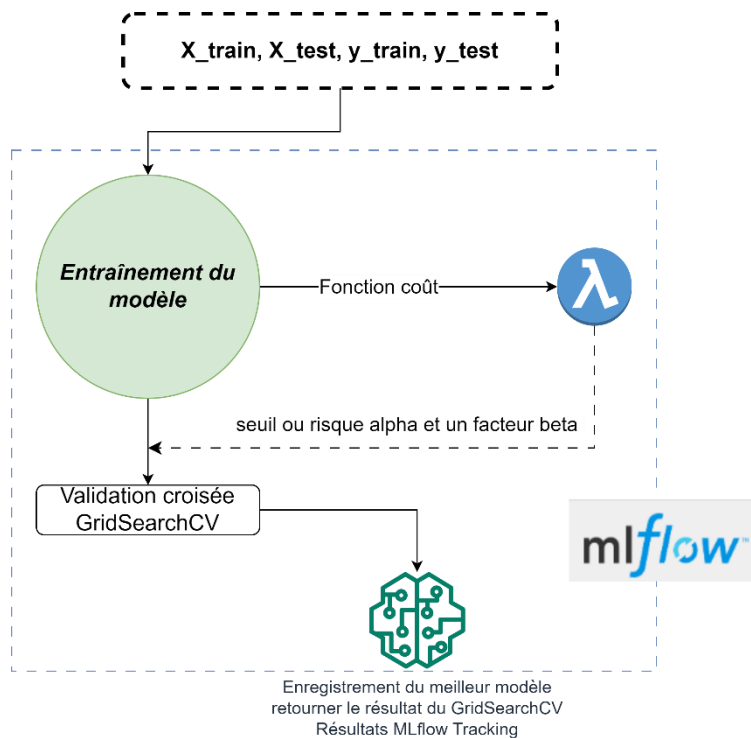 X_train, X_test, y_train, y_test
Entraînement du
modèle
Fonction coût
λ
seuil ou risque alpha et un facteur beta
Validation croisée
GridSearchCV
mlflow™
Enregistrement du meilleur modèle
retourner le résultat du GridSearchCV
Résultats MLflow Tracking